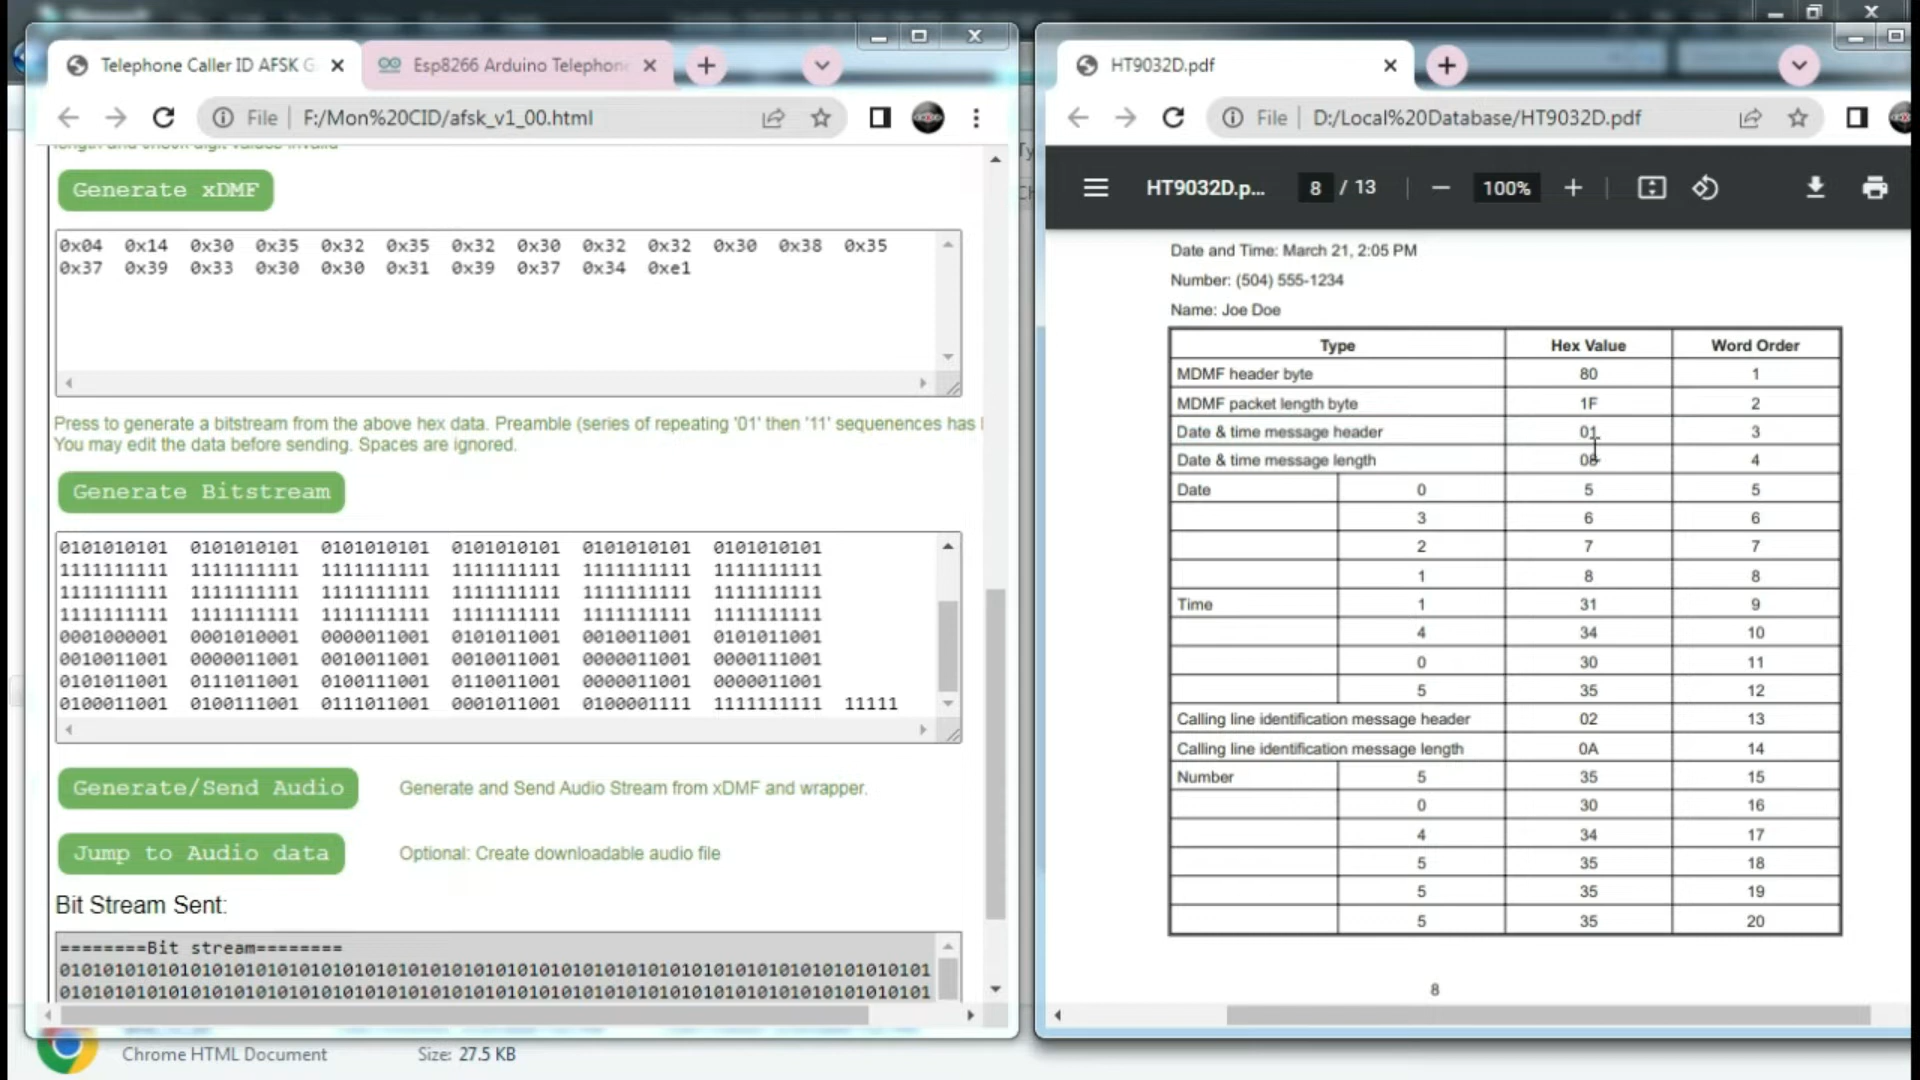 Telephone Caller ID AFSK G
Esp8266 Arduino Telephon
File
F:/Mon%20CID/afsk_v1_00.html
length and check digit values invalid
Generate xDMF
0x04 0x14 0x30 0x35 0x32 0x35 0x32 0x30 0x32 0x32 0x30 0x38 0x35
0x37 0x39 0x33 0x30 0x30 0x31 0x39 0x37 0x34 0xe1
Press to generate a bitstream from the above hex data. Preamble (series of repeating '01' then '11' sequenences has
You may edit the data before sending. Spaces are ignored.
Generate Bitstream
0101010101 0101010101 0101010101 0101010101 0101010101 0101010101
1111111111 1111111111 1111111111 1111111111 1111111111 1111111111
1111111111 1111111111 1111111111 1111111111 1111111111 1111111111
1111111111 1111111111 1111111111 1111111111 1111111111 1111111111
0001000001 0001010001 0000011001 0101011001 0010011001 0101011001
0010011001 0000011001 0010011001 0010011001 0000011001 0000111001
0101011001 0111011001 0100111001 0110011001 0000011001 0000011001
0100011001 0100111001 0111011001 0001011001 0100001111 1111111111 11111
Generate/Send Audio
Generate and Send Audio Stream from xDMF and wrapper.
Jump to Audio data
Optional: Create downloadable audio file
Bit Stream Sent:
========Bit stream========
0101010101010101010101010101010101010101010101010101010101010101010101010101010101
0101010101010101010101010101010101010101010101010101010101010101010101010101010101
Chrome HTML Document
Size: 27.5 KB
HT9032D.pdf
File
D:/Local%20Database/HT9032D.pdf
HT9032D.p...
8 / 13
100%
Date and Time: March 21, 2:05 PM
Number: (504) 555-1234
Name: Joe Doe
Type Hex Value Word Order
MDMF header byte 80 1
MDMF packet length byte 1F 2
Date & time message header 01 3
Date & time message length 08 4
Date 0 5 5
3 6 6
2 7 7
1 8 8
Time 1 31 9
4 34 10
0 30 11
5 35 12
Calling line identification message header 02 13
Calling line identification message length 0A 14
Number 5 35 15
0 30 16
4 34 17
5 35 18
5 35 19
5 35 20
8